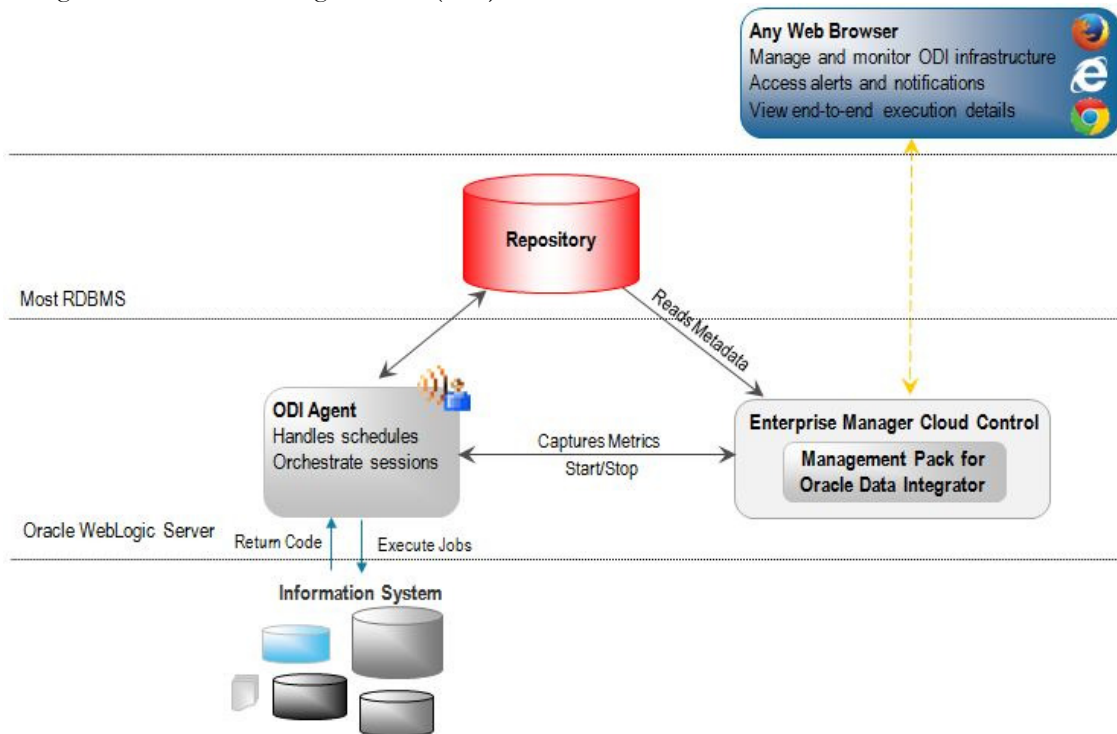 Any Web Browser
Manage and monitor ODI infrastructure
Access alerts and notifications
View end-to-end execution details
Repository
Most RDBMS
Reads Metadata
ODI Agent
Handles schedules
Orchestrate sessions
Captures Metrics
Start/Stop
Enterprise Manager Cloud Control
Management Pack for
Oracle Data Integrator
Oracle WebLogic Server
Return Code
Execute Jobs
Information System